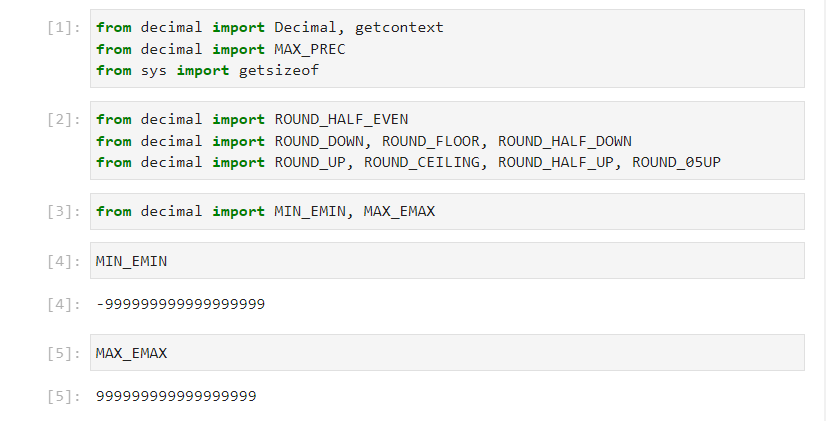 [1]: from decimal import Decimal, getcontext
from decimal import MAX_PREC
from sys import getsizeof
[2]: from decimal import ROUND_HALF_EVEN
from decimal import ROUND_DOWN, ROUND_FLOOR, ROUND_HALF_DOWN
from decimal import ROUND_UP, ROUND_CEILING, ROUND_HALF_UP, ROUND_05UP
[3]: from decimal import MIN_EMIN, MAX_EMAX
[4]: MIN_EMIN
[4]: -999999999999999999
[5]: MAX_EMAX
[5]: 999999999999999999